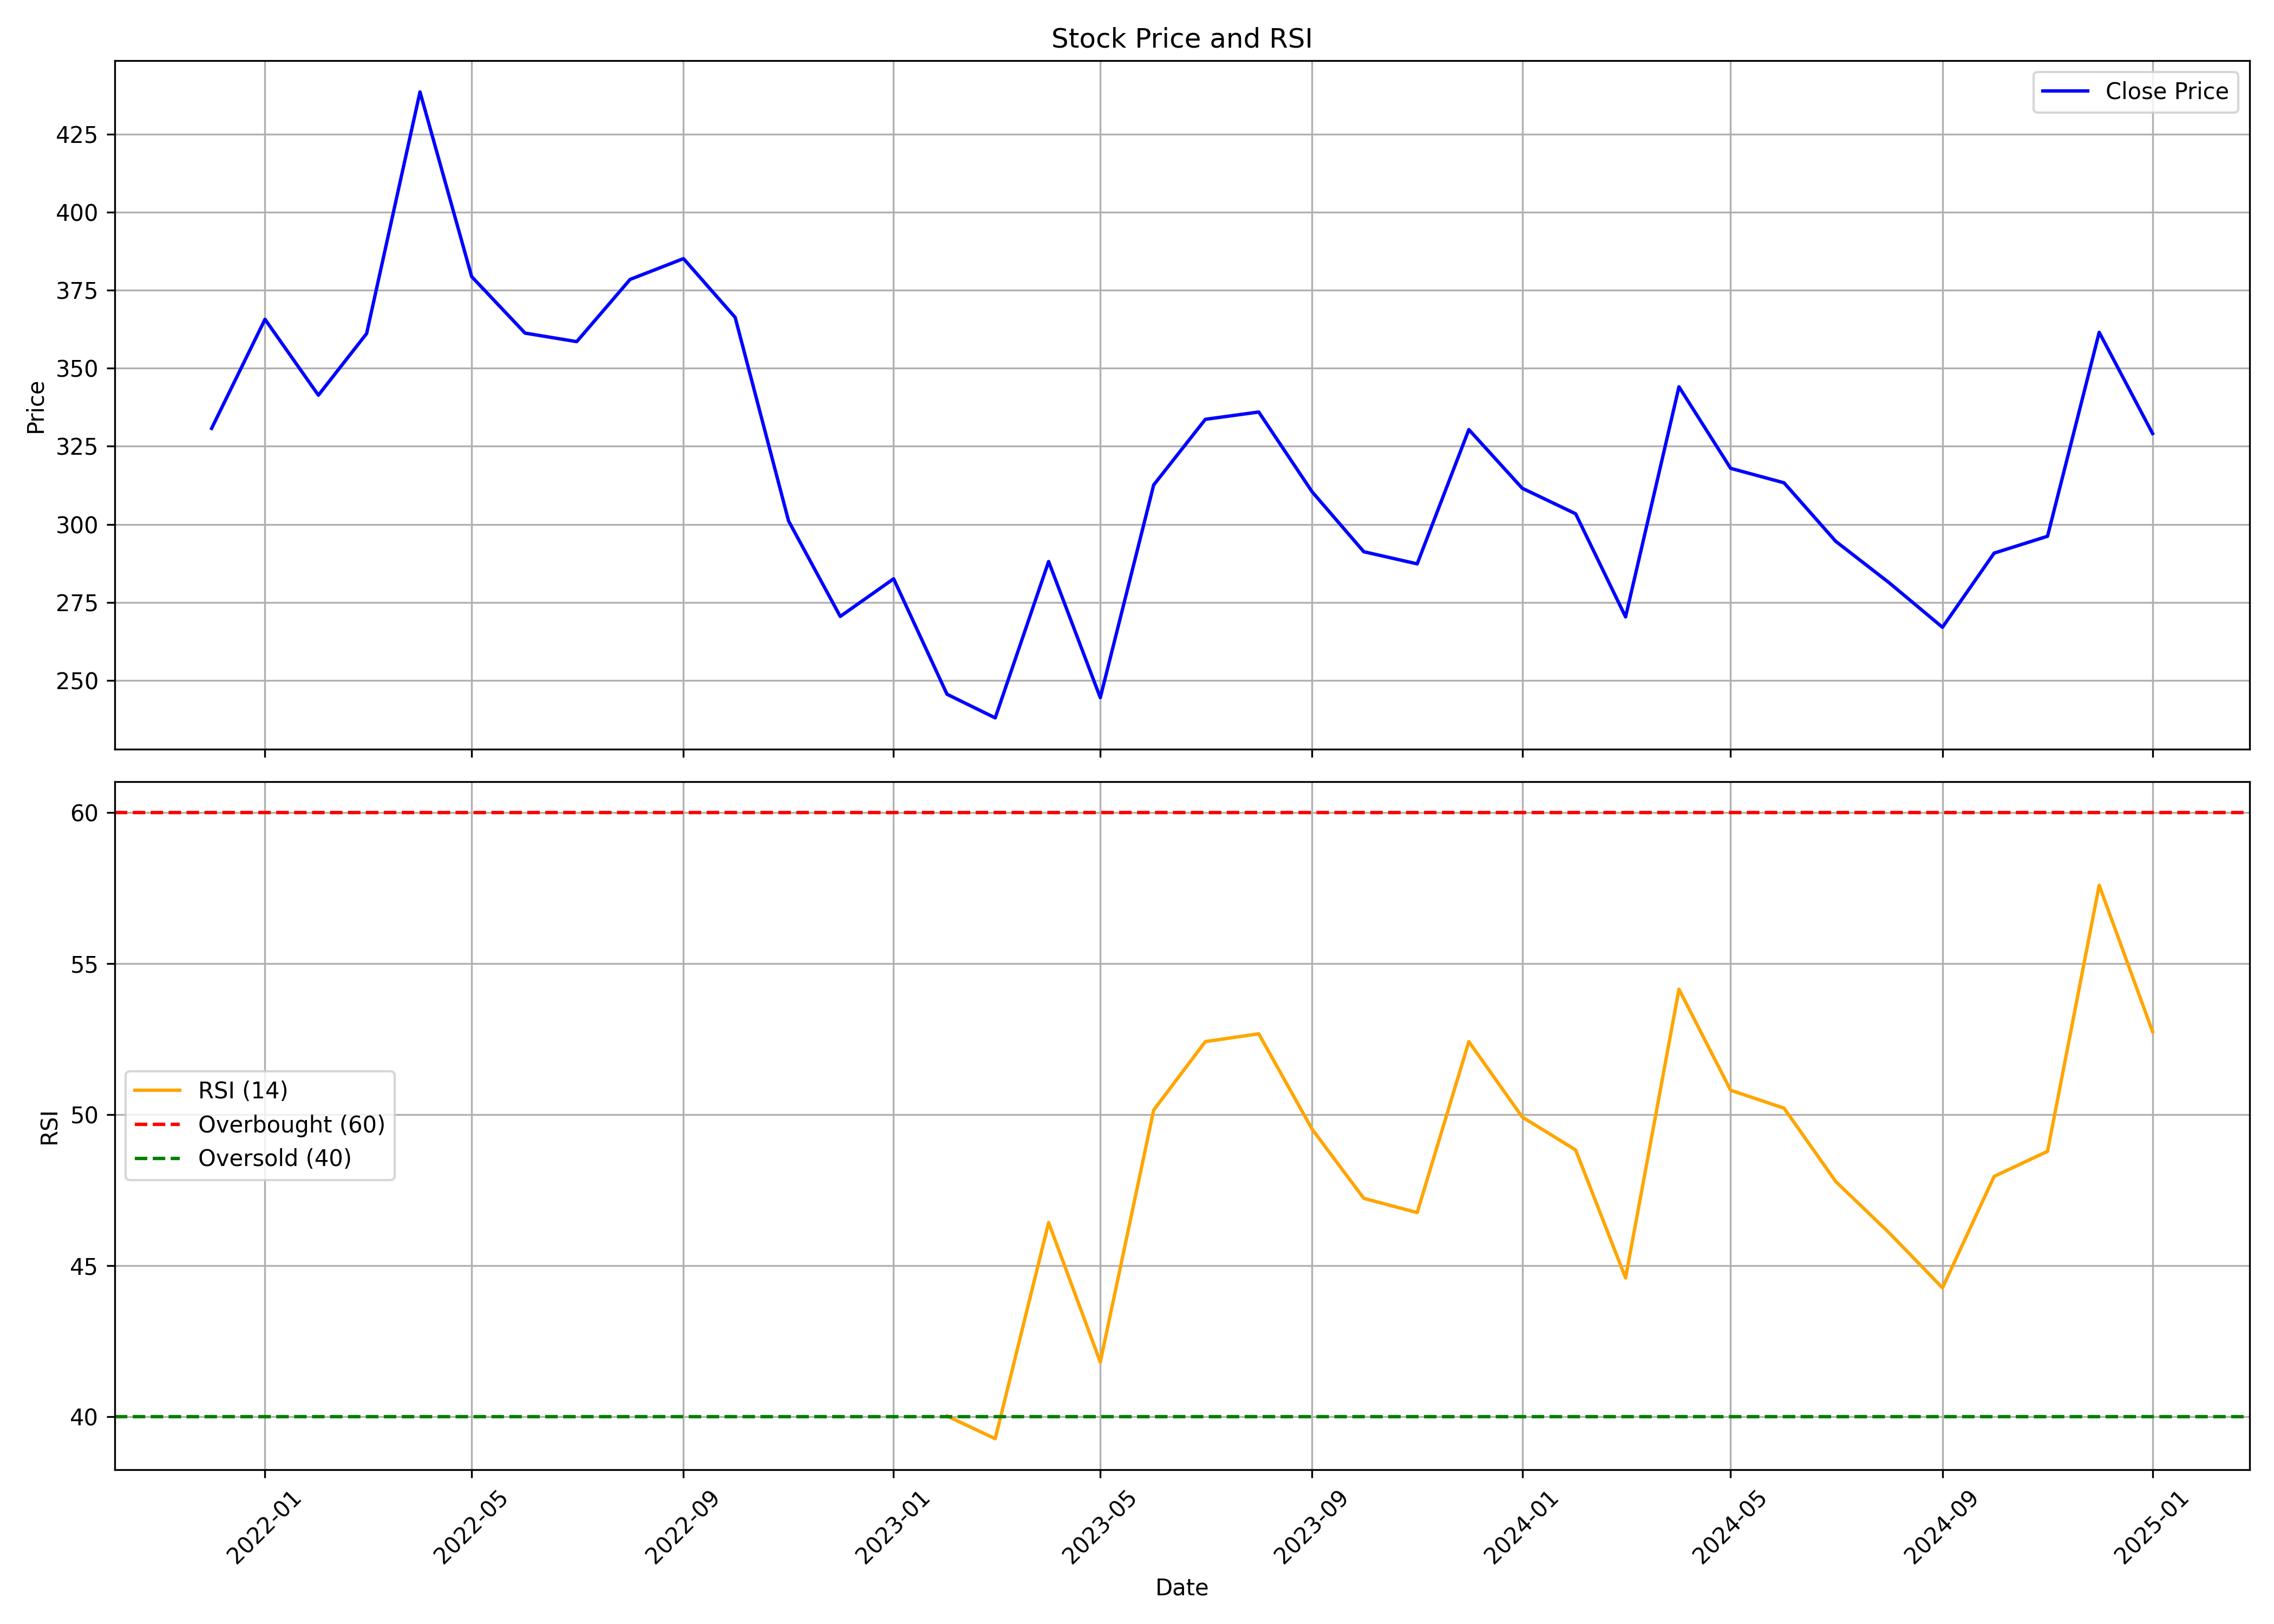 Stock Price and RSI
Close Price
425
400
375
350
325
300
275
250
Price
60
55
50
45
40
RSI
RSI (14)
Overbought (60)
Oversold (40)
2022-01
2022-05
2022-09
2023-01
2023-05
2023-09
2024-01
2024-05
2024-09
2025-01
Date